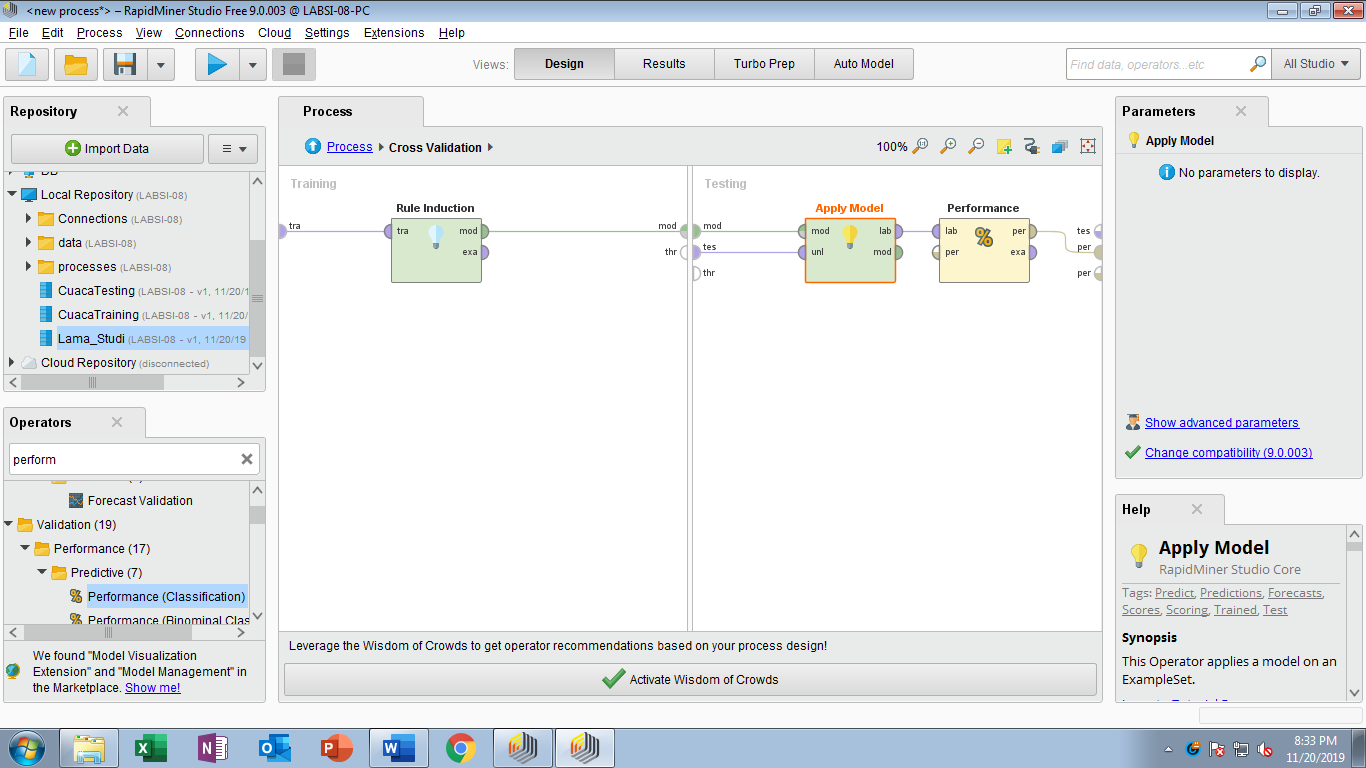 <new process*> – RapidMiner Studio Free 9.0.003 @ LABSI-08-PC
File Edit Process View Connections Cloud Settings Extensions Help
Views: Design Results Turbo Prep Auto Model
Find data, operators...etc
All Studio
Repository
Import Data
Local Repository (LABSI-08)
Connections (LABSI-08)
data (LABSI-08)
processes (LABSI-08)
CuacaTesting (LABSI-08 - v1, 11/20/1
CuacaTraining (LABSI-08 - v1, 11/20/
Lama_Studi (LABSI-08 - v1, 11/20/19
Cloud Repository (disconnected)
Operators
perform
Forecast Validation
Validation (19)
Performance (17)
Predictive (7)
Performance (Classification)
Performance (Binominal Clas
We found "Model Visualization
Extension" and "Model Management" in
the Marketplace. Show me!
Process
Process Cross Validation
100%
Training
Rule Induction
tra
tra mod
exa
mod
thr
Testing
mod
tes
thr
Apply Model
mod lab
unl mod
Performance
lab per
per exa
tes
per
per
Leverage the Wisdom of Crowds to get operator recommendations based on your process design!
Activate Wisdom of Crowds
Parameters
Apply Model
No parameters to display.
Show advanced parameters
Change compatibility (9.0.003)
Help
Apply Model
RapidMiner Studio Core
Tags: Predict, Predictions, Forecasts,
Scores, Scoring, Trained, Test
Synopsis
This Operator applies a model on an
ExampleSet.
8:33 PM
11/20/2019